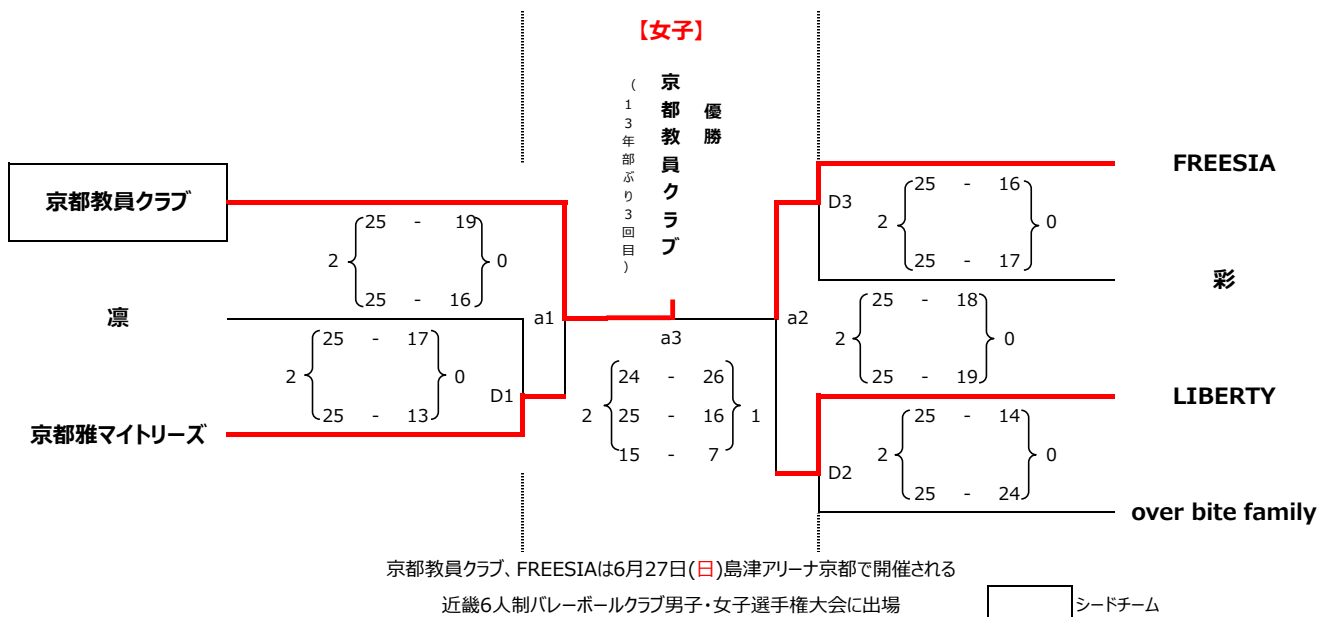 【女子】
優勝
京都教員クラブ
(13年部ぶり3回目)
京都教員クラブ
25 - 19
2 0
25 - 16
凛
a1
25 - 17
2 0
D1
25 - 13
京都雅マイトリーズ
a3
24 - 26
2 25 - 16 1
15 - 7
FREESIA
D3
25 - 16
2 0
25 - 17
彩
a2
25 - 18
2 0
25 - 19
LIBERTY
D2
25 - 14
2 0
25 - 24
over bite family
京都教員クラブ、FREESIAは6月27日(日)島津アリーナ京都で開催される
近畿6人制バレーボールクラブ男子・女子選手権大会に出場
シードチーム